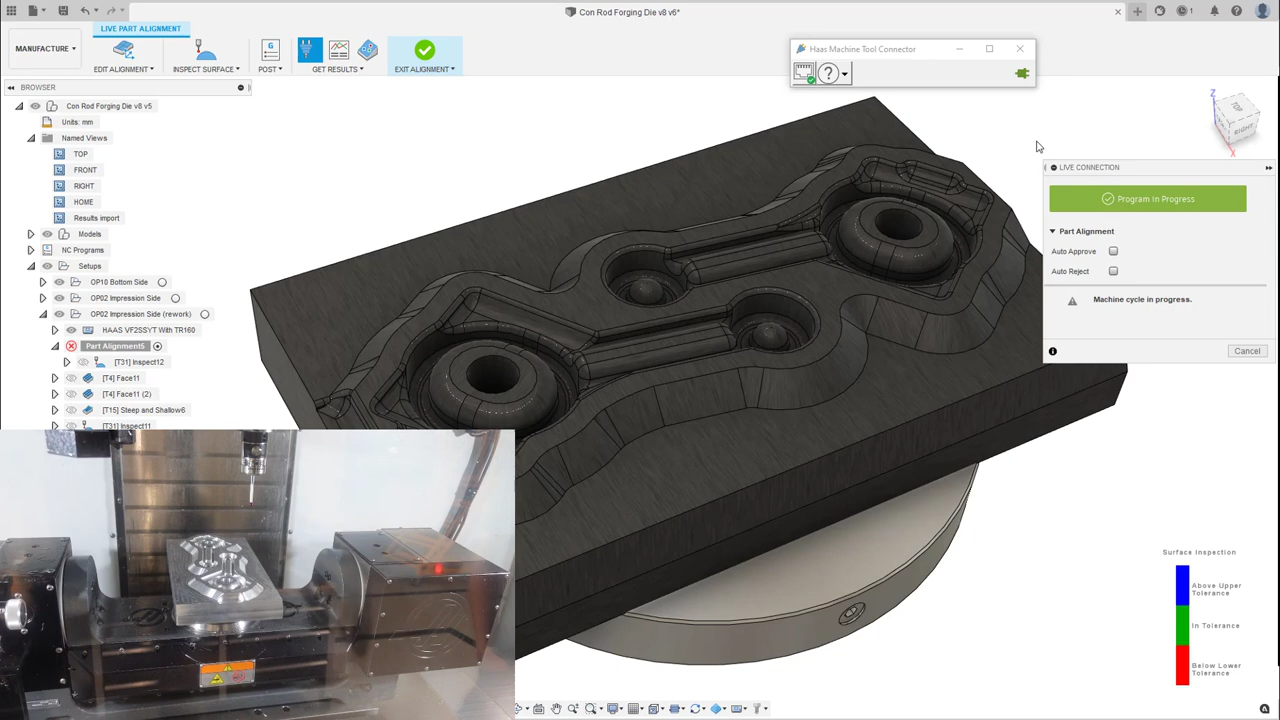 Con Rod Forging Die v8 v6*
1
MANUFACTURE
LIVE PART ALIGNMENT
EDIT ALIGNMENT
INSPECT SURFACE
G
POST
GET RESULTS
EXIT ALIGNMENT
Haas Machine Tool Connector
?
BROWSER
Con Rod Forging Die v8 v5
Units: mm
Named Views
TOP
FRONT
RIGHT
HOME
Results import
Models
NC Programs
Setups
OP10 Bottom Side
OP02 Impression Side
OP02 Impression Side (rework)
HAAS VF2SSYT With TR160
Part Alignment5
[T31] Inspect12
[T4] Face11
[T4] Face11 (2)
[T15] Steep and Shallow6
[T31] Inspect11
Z
TOP
RIGHT
X
LIVE CONNECTION
Program in Progress
Part Alignment
Auto Approve
Auto Reject
Machine cycle in progress.
Cancel
Surface Inspection
Above Upper
Tolerance
In Tolerance
Below Lower
Tolerance